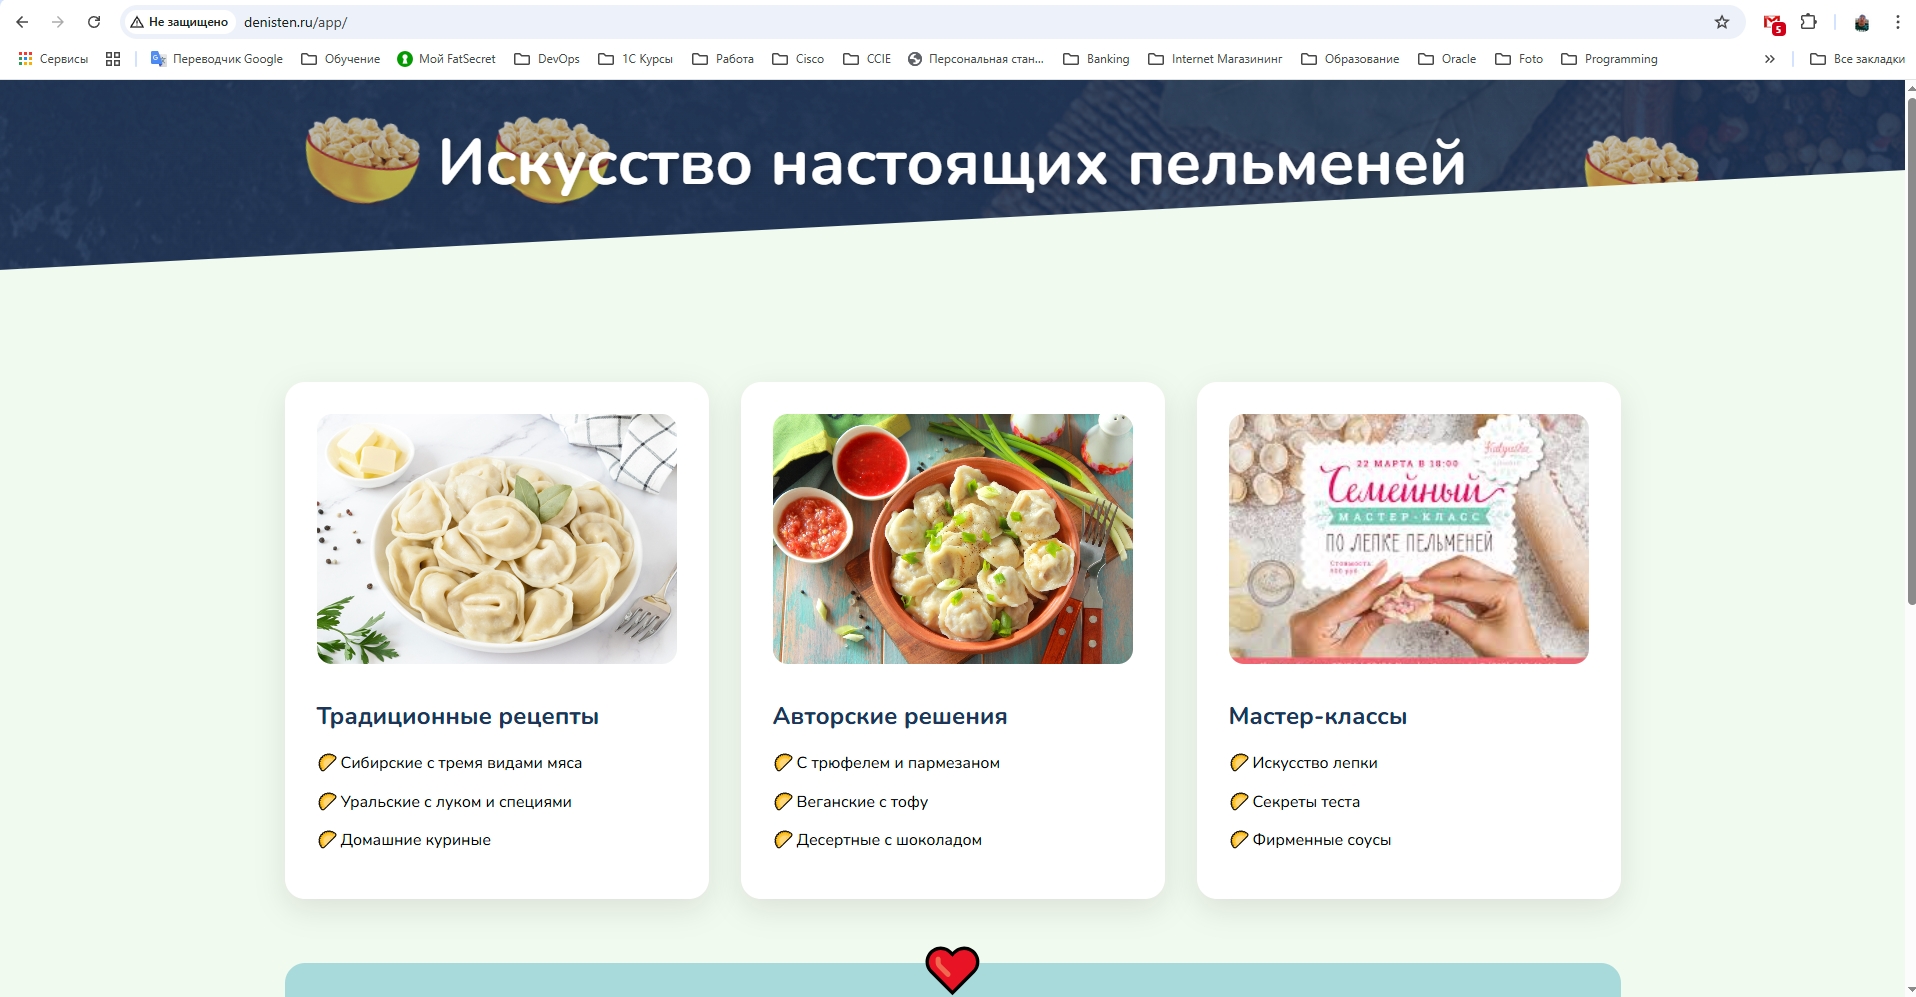 Не защищено
denisten.ru/app/
5
Сервисы
Переводчик Google
Обучение
Мой FatSecret
DevOps
1С Курсы
Работа
Cisco
CCIE
Персональная стан...
Banking
Internet Магазининг
Образование
Oracle
Foto
Programming
Все закладки
Искусство настоящих пельменей
22 МАРТА В 18:00
Семейный
МАСТЕР-КЛАСС
ПО ЛЕПКЕ ПЕЛЬМЕНЕЙ
Стоимость
Традиционные рецепты
Сибирские с тремя видами мяса
Уральские с луком и специями
Домашние куриные
Авторские решения
С трюфелем и пармезаном
Веганские с тофу
Десертные с шоколадом
Мастер-классы
Искусство лепки
Секреты теста
Фирменные соусы